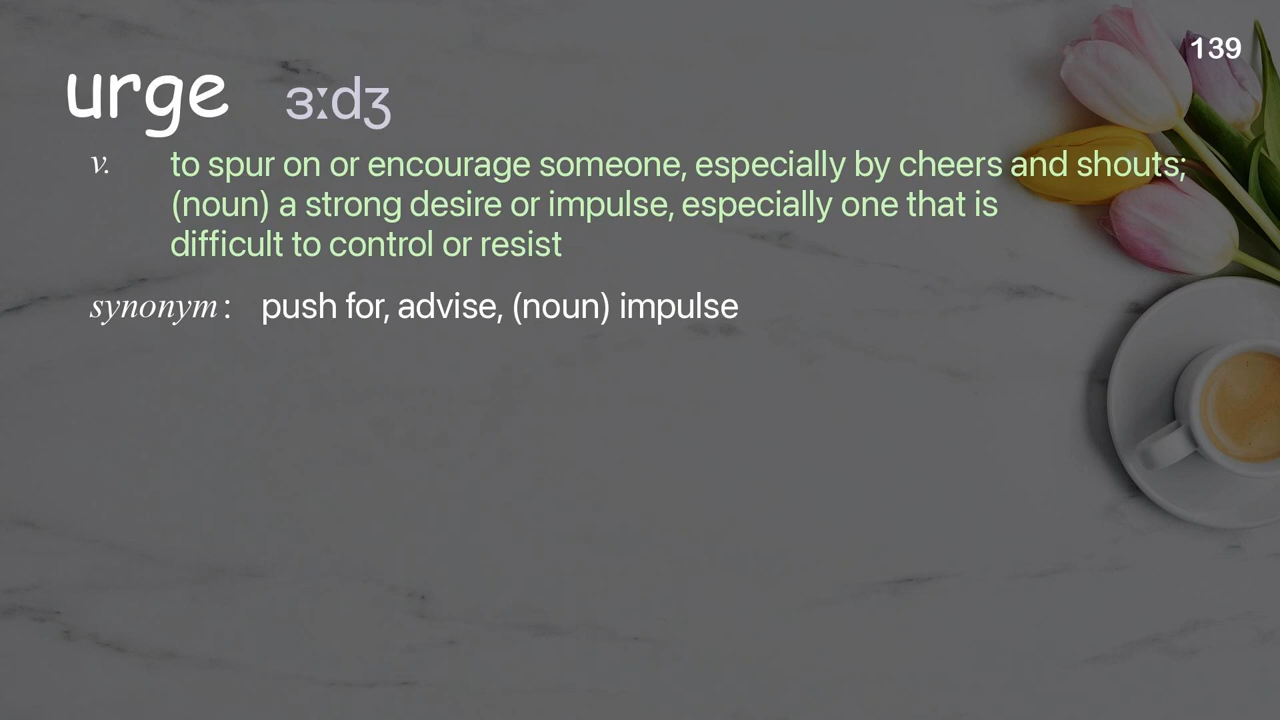 139
urge ɜːdʒ
v. to spur on or encourage someone, especially by cheers and shouts;
(noun) a strong desire or impulse, especially one that is
difficult to control or resist
synonym : push for, advise, (noun) impulse